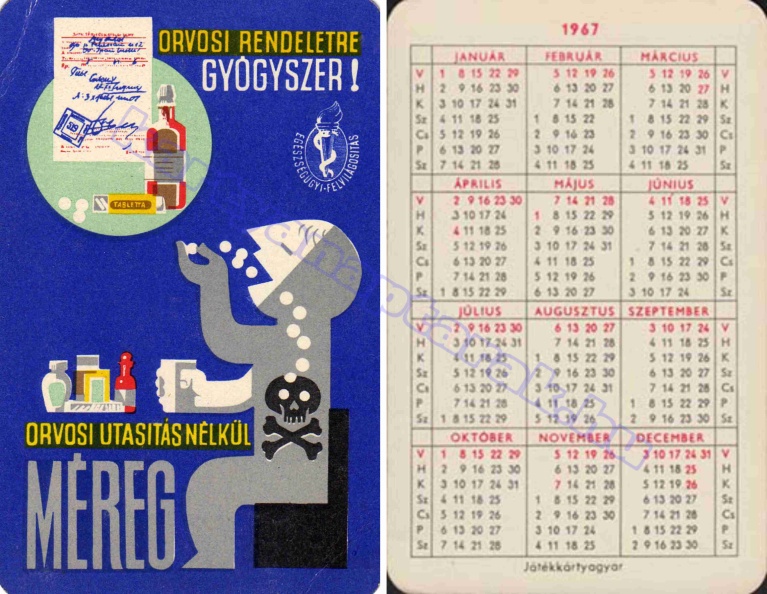 ORVOSI RENDELETRE
GYÓGYSZER!
EGÉSZSÉGÜGYI-FELVILÁGOSÍTÁS
TABLETTA
ORVOSI UTASITÁS NÉLKÜL
MÉREG
1967
JANUÁR FEBRUÁR MÁRCIUS
V 1 8 15 22 29 5 12 19 26 5 12 19 26 V
H 2 9 16 23 30 6 13 20 27 6 13 20 27 H
K 3 10 17 24 31 7 14 21 28 7 14 21 28 K
Sz 4 11 18 25 1 8 15 22 1 8 15 22 29 Sz
Cs 5 12 19 26 2 9 16 23 2 9 16 23 30 Cs
P 6 13 20 27 3 10 17 24 3 10 17 24 31 P
Sz 7 14 21 28 4 11 18 25 4 11 18 25 Sz
ÁPRILIS MÁJUS JÚNIUS
V 2 9 16 23 30 7 14 21 28 4 11 18 25 V
H 3 10 17 24 1 8 15 22 29 5 12 19 26 H
K 4 11 18 25 2 9 16 23 30 6 13 20 27 K
Sz 5 12 19 26 3 10 17 24 31 7 14 21 28 Sz
Cs 6 13 20 27 4 11 18 25 1 8 15 22 29 Cs
P 7 14 21 28 5 12 19 26 2 9 16 23 30 P
Sz 1 8 15 22 29 6 13 20 27 3 10 17 24 Sz
JÚLIUS AUGUSZTUS SZEPTEMBER
V 2 9 16 23 30 6 13 20 27 3 10 17 24 V
H 3 10 17 24 31 7 14 21 28 4 11 18 25 H
K 4 11 18 25 1 8 15 22 29 5 12 19 26 K
Sz 5 12 19 26 2 9 16 23 30 6 13 20 27 Sz
Cs 6 13 20 27 3 10 17 24 31 7 14 21 28 Cs
P 7 14 21 28 4 11 18 25 1 8 15 22 29 P
Sz 1 8 15 22 29 5 12 19 26 2 9 16 23 30 Sz
OKTÓBER NOVEMBER DECEMBER
V 1 8 15 22 29 5 12 19 26 3 10 17 24 31 V
H 2 9 16 23 30 6 13 20 27 4 11 18 25 H
K 3 10 17 24 31 7 14 21 28 5 12 19 26 K
Sz 4 11 18 25 1 8 15 22 29 6 13 20 27 Sz
Cs 5 12 19 26 2 9 16 23 30 7 14 21 28 Cs
P 6 13 20 27 3 10 17 24 1 8 15 22 29 P
Sz 7 14 21 28 4 11 18 25 2 9 16 23 30 Sz
Játékkártyagyár